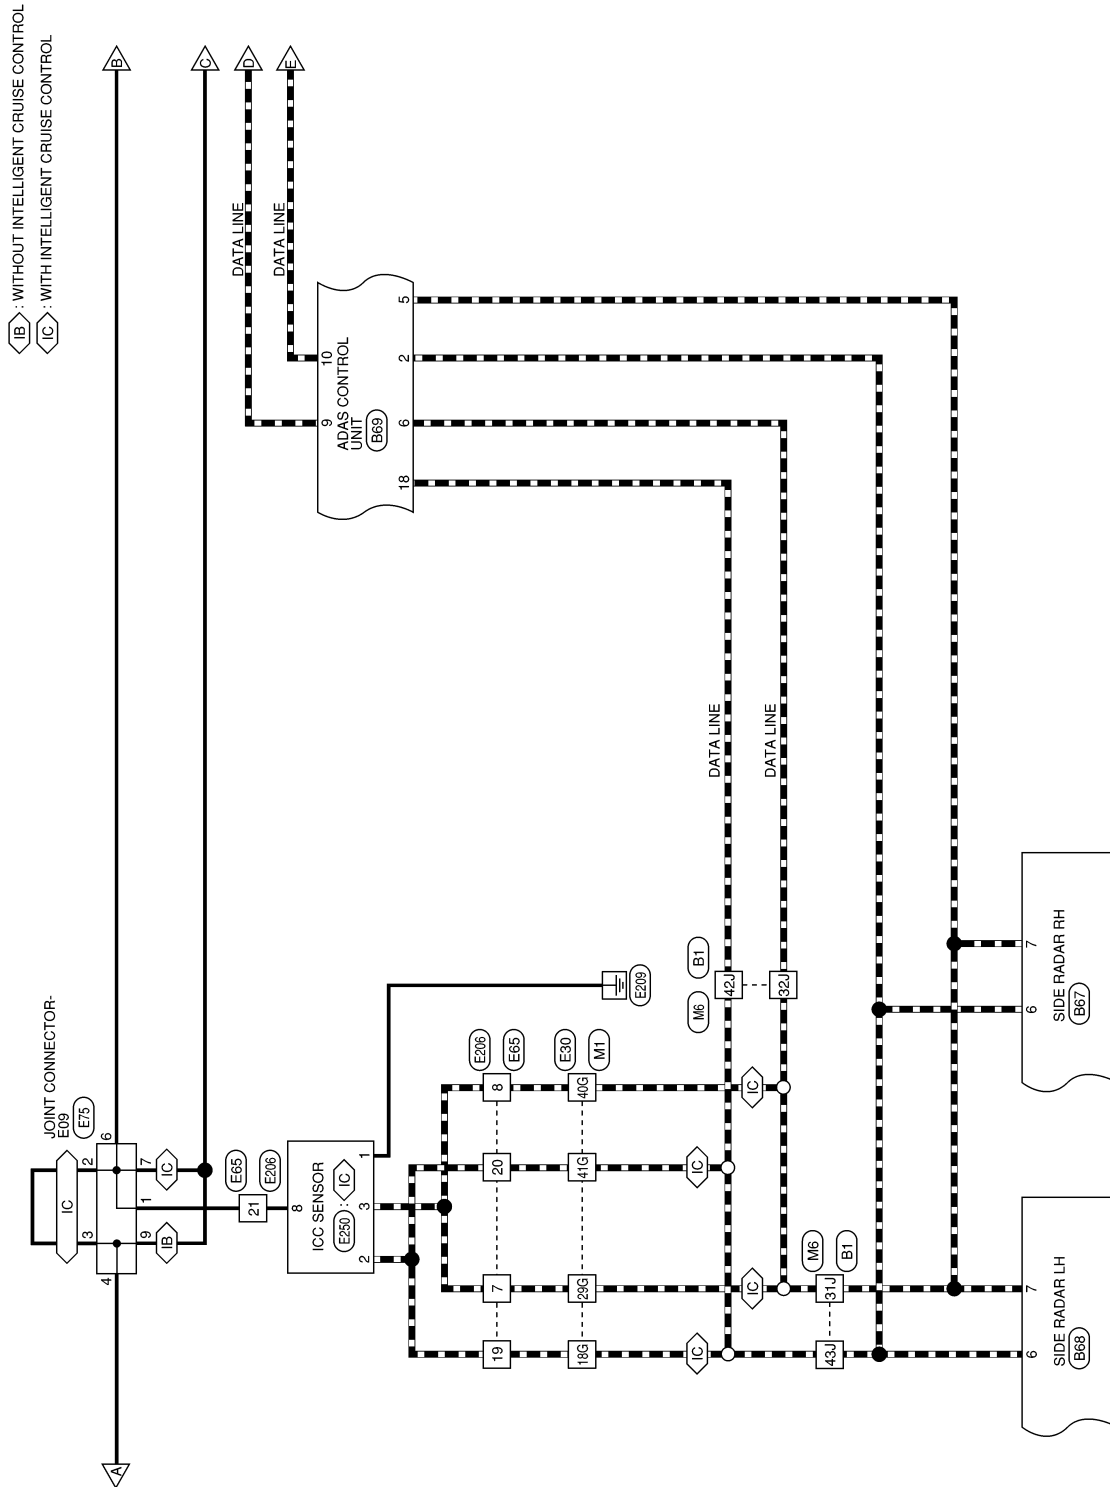 IB : WITHOUT INTELLIGENT CRUISE CONTROL
IC : WITH INTELLIGENT CRUISE CONTROL
A
B
C
D
E
JOINT CONNECTOR-
E09
E75
IC
3
2
4
6
9
1
7
IB
IC
E65
21
E206
8
ICC SENSOR
E250 : IC
2
3
1
E209
DATA LINE
DATA LINE
9
10
ADAS CONTROL
UNIT
B69
18
6
2
5
E206
19
7
20
8
E65
E30
18G
29G
41G
40G
M1
IC
IC
IC
IC
DATA LINE
DATA LINE
M6
B1
42J
32J
M6
43J
31J
B1
6
7
SIDE RADAR LH
B68
6
7
SIDE RADAR RH
B67